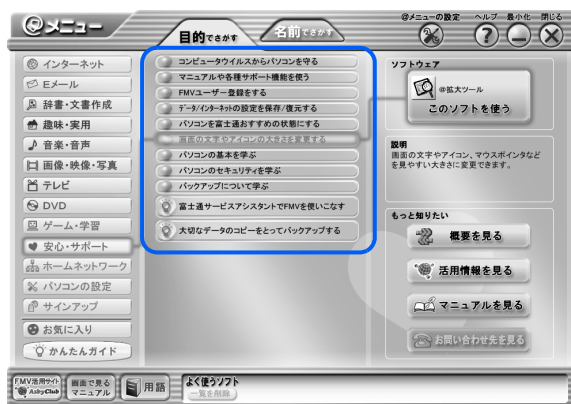 @メニュー
目的でさがす
名前でさがす
@メニューの設定
ヘルプ
最小化
閉じる
インターネット
Eメール
辞書・文書作成
趣味・実用
音楽・音声
画像・映像・写真
テレビ
DVD
ゲーム・学習
安心・サポート
ホームネットワーク
パソコンの設定
サインアップ
お気に入り
かんたんガイド
コンピュータウイルスからパソコンを守る
マニュアルや各種サポート機能を使う
FMVユーザー登録をする
データ/インターネットの設定を保存/復元する
パソコンを富士通おすすめの状態にする
画面の文字やアイコンの大きさを変更する
パソコンの基本を学ぶ
パソコンのセキュリティを学ぶ
バックアップについて学ぶ
富士通サービスアシスタントでFMVを使いこなす
大切なデータのコピーをとってバックアップする
ソフトウェア
@拡大ツール
このソフトを使う
説明
画面の文字やアイコン、マウスポインタなど
を見やすい大きさに変更できます。
もっと知りたい
概要を見る
活用情報を見る
マニュアルを見る
お問い合わせ先を見る
FMV活用サイト
AzbyClub
画面で見る
マニュアル
用語
よく使うソフト
一覧を削除